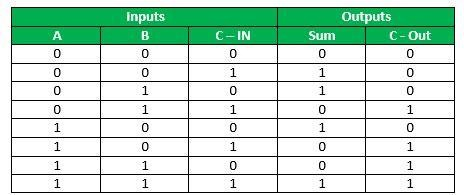 Inputs Outputs
A B C – IN Sum C - Out
0 0 0 0 0
0 0 1 1 0
0 1 0 1 0
0 1 1 0 1
1 0 0 1 0
1 0 1 0 1
1 1 0 0 1
1 1 1 1 1